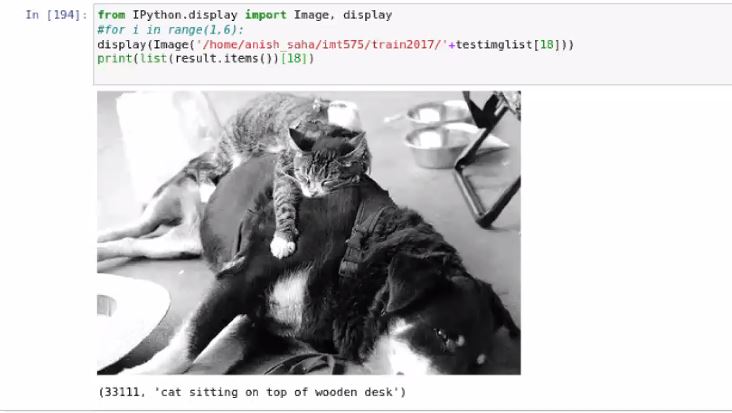 In [194]:
from IPython.display import Image, display
#for i in range(1,6):
display(Image('/home/anish_saha/imt575/train2017/'+testimglist[18]))
print(list(result.items())[18])
(33111, 'cat sitting on top of wooden desk')